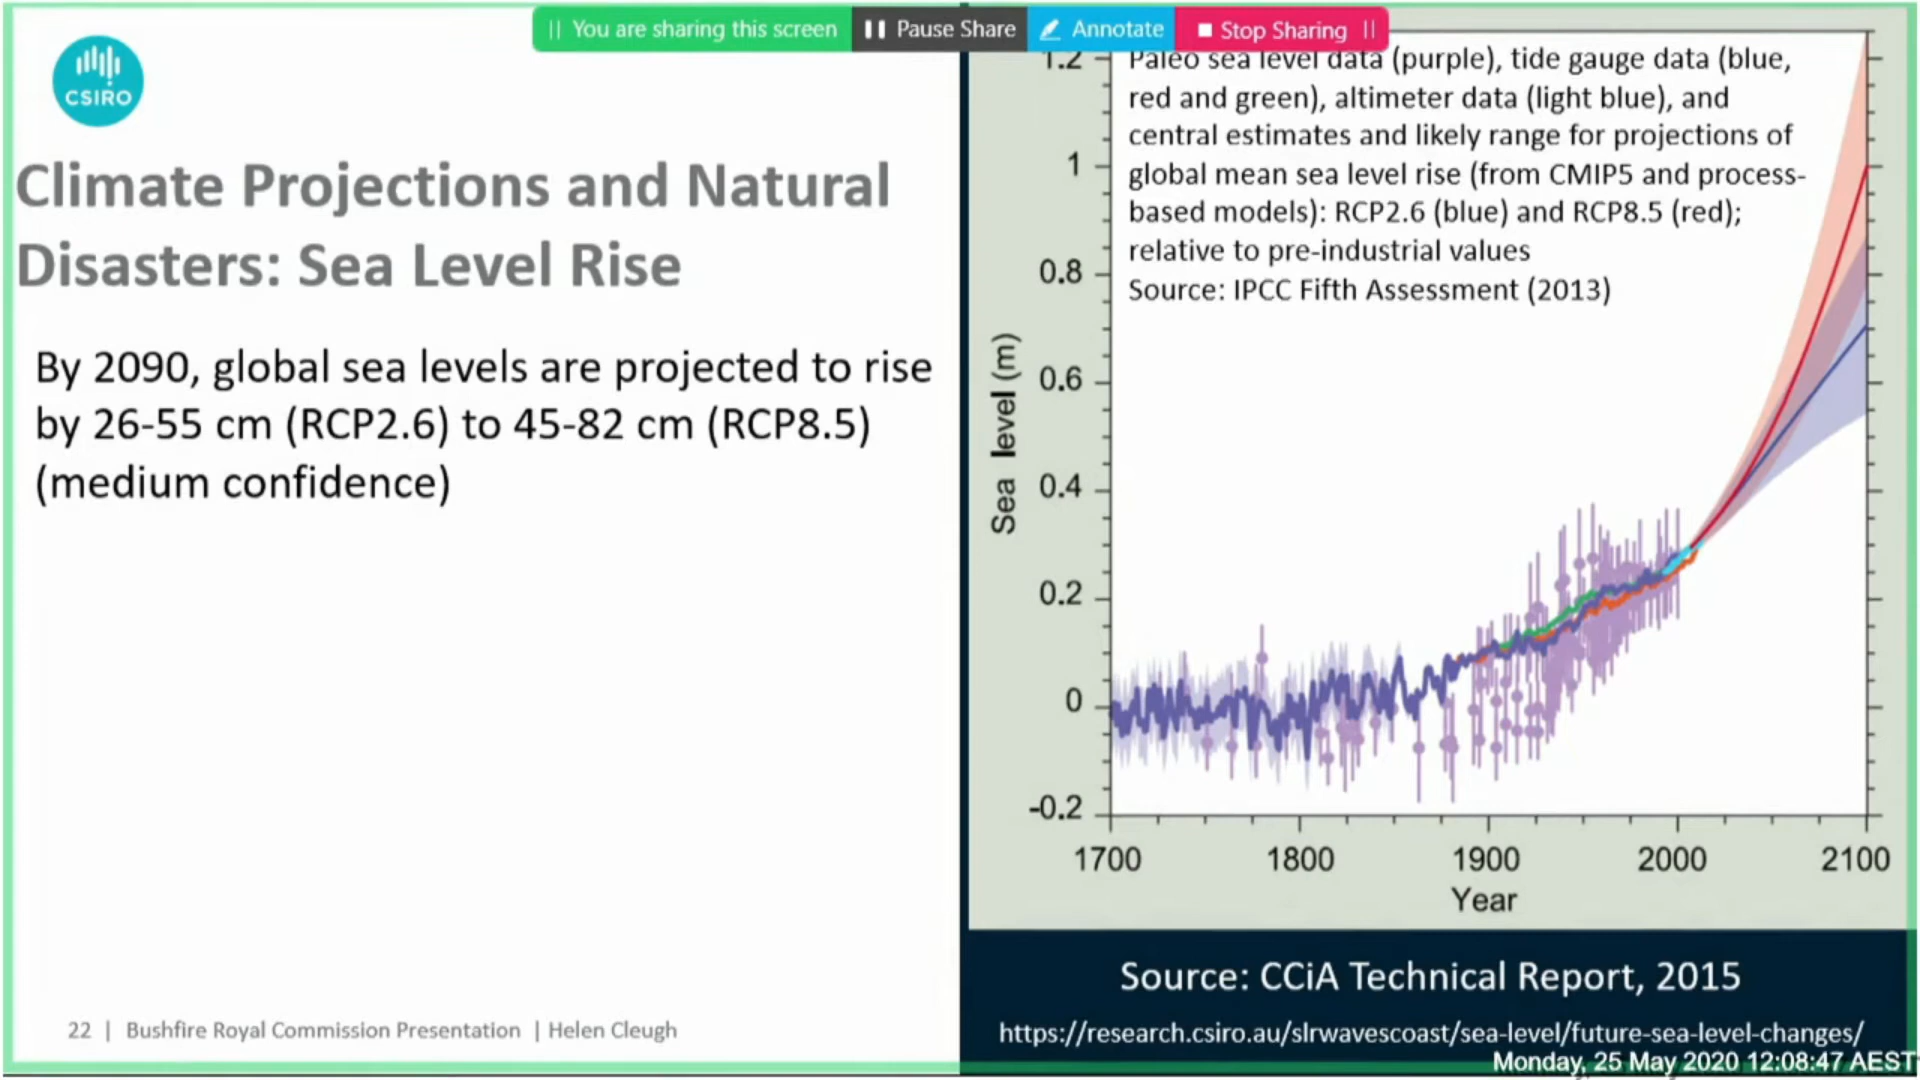 You are sharing this screen
Pause Share
Annotate
Stop Sharing
CSIRO
Climate Projections and Natural
Disasters: Sea Level Rise
By 2090, global sea levels are projected to rise
by 26-55 cm (RCP2.6) to 45-82 cm (RCP8.5)
(medium confidence)
22 | Bushfire Royal Commission Presentation | Helen Cleugh
Paleo sea level data (purple), tide gauge data (blue,
red and green), altimeter data (light blue), and
central estimates and likely range for projections of
global mean sea level rise (from CMIP5 and process-
based models): RCP2.6 (blue) and RCP8.5 (red);
relative to pre-industrial values
Source: IPCC Fifth Assessment (2013)
Sea level (m)
1.2
1
0.8
0.6
0.4
0.2
0
-0.2
1700 1800 1900 2000 2100
Year
Source: CCiA Technical Report, 2015
https://research.csiro.au/slrwavescoast/sea-level/future-sea-level-changes/
Monday, 25 May 2020 12:08:47 AEST